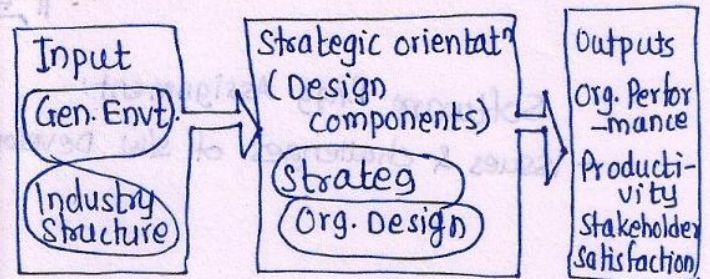 Input
Gen. Envt.
Industry
Structure
Strategic orientatⁿ
(Design
components)
Strateg
Org. Design
Outputs
Org. Perfor
-mance
Producti-
vity
Stakeholder
Satisfaction